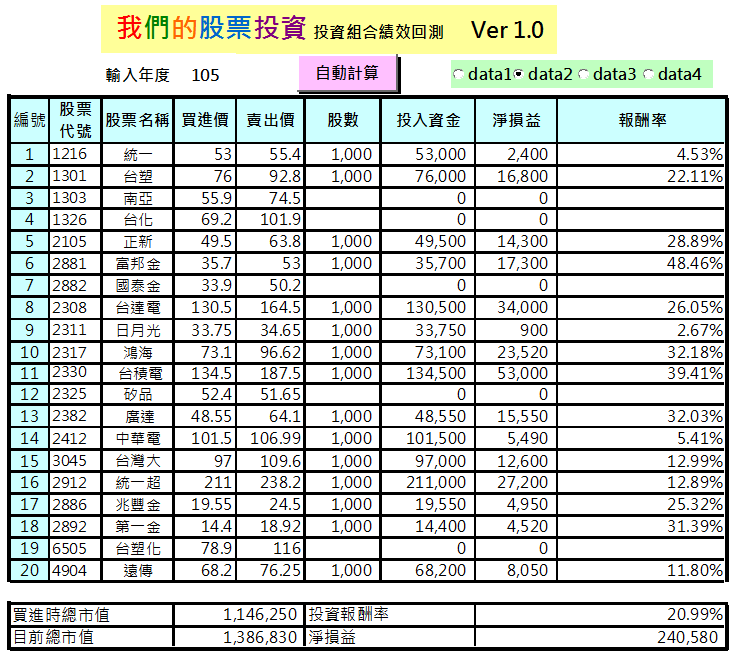 我們的股票投資 投資組合績效回測 Ver 1.0
輸入年度 105 自動計算 data1 data2 data3 data4
編號 股票代號 股票名稱 買進價 賣出價 股數 投入資金 淨損益 報酬率
1 1216 統一 53 55.4 1,000 53,000 2,400 4.53%
2 1301 台塑 76 92.8 1,000 76,000 16,800 22.11%
3 1303 南亞 55.9 74.5 0 0
4 1326 台化 69.2 101.9 0 0
5 2105 正新 49.5 63.8 1,000 49,500 14,300 28.89%
6 2881 富邦金 35.7 53 1,000 35,700 17,300 48.46%
7 2882 國泰金 33.9 50.2 0 0
8 2308 台達電 130.5 164.5 1,000 130,500 34,000 26.05%
9 2311 日月光 33.75 34.65 1,000 33,750 900 2.67%
10 2317 鴻海 73.1 96.62 1,000 73,100 23,520 32.18%
11 2330 台積電 134.5 187.5 1,000 134,500 53,000 39.41%
12 2325 矽品 52.4 51.65 0 0
13 2382 廣達 48.55 64.1 1,000 48,550 15,550 32.03%
14 2412 中華電 101.5 106.99 1,000 101,500 5,490 5.41%
15 3045 台灣大 97 109.6 1,000 97,000 12,600 12.99%
16 2912 統一超 211 238.2 1,000 211,000 27,200 12.89%
17 2886 兆豐金 19.55 24.5 1,000 19,550 4,950 25.32%
18 2892 第一金 14.4 18.92 1,000 14,400 4,520 31.39%
19 6505 台塑化 78.9 116 0 0
20 4904 遠傳 68.2 76.25 1,000 68,200 8,050 11.80%
買進時總市值 1,146,250 投資報酬率 20.99%
目前總市值 1,386,830 淨損益 240,580